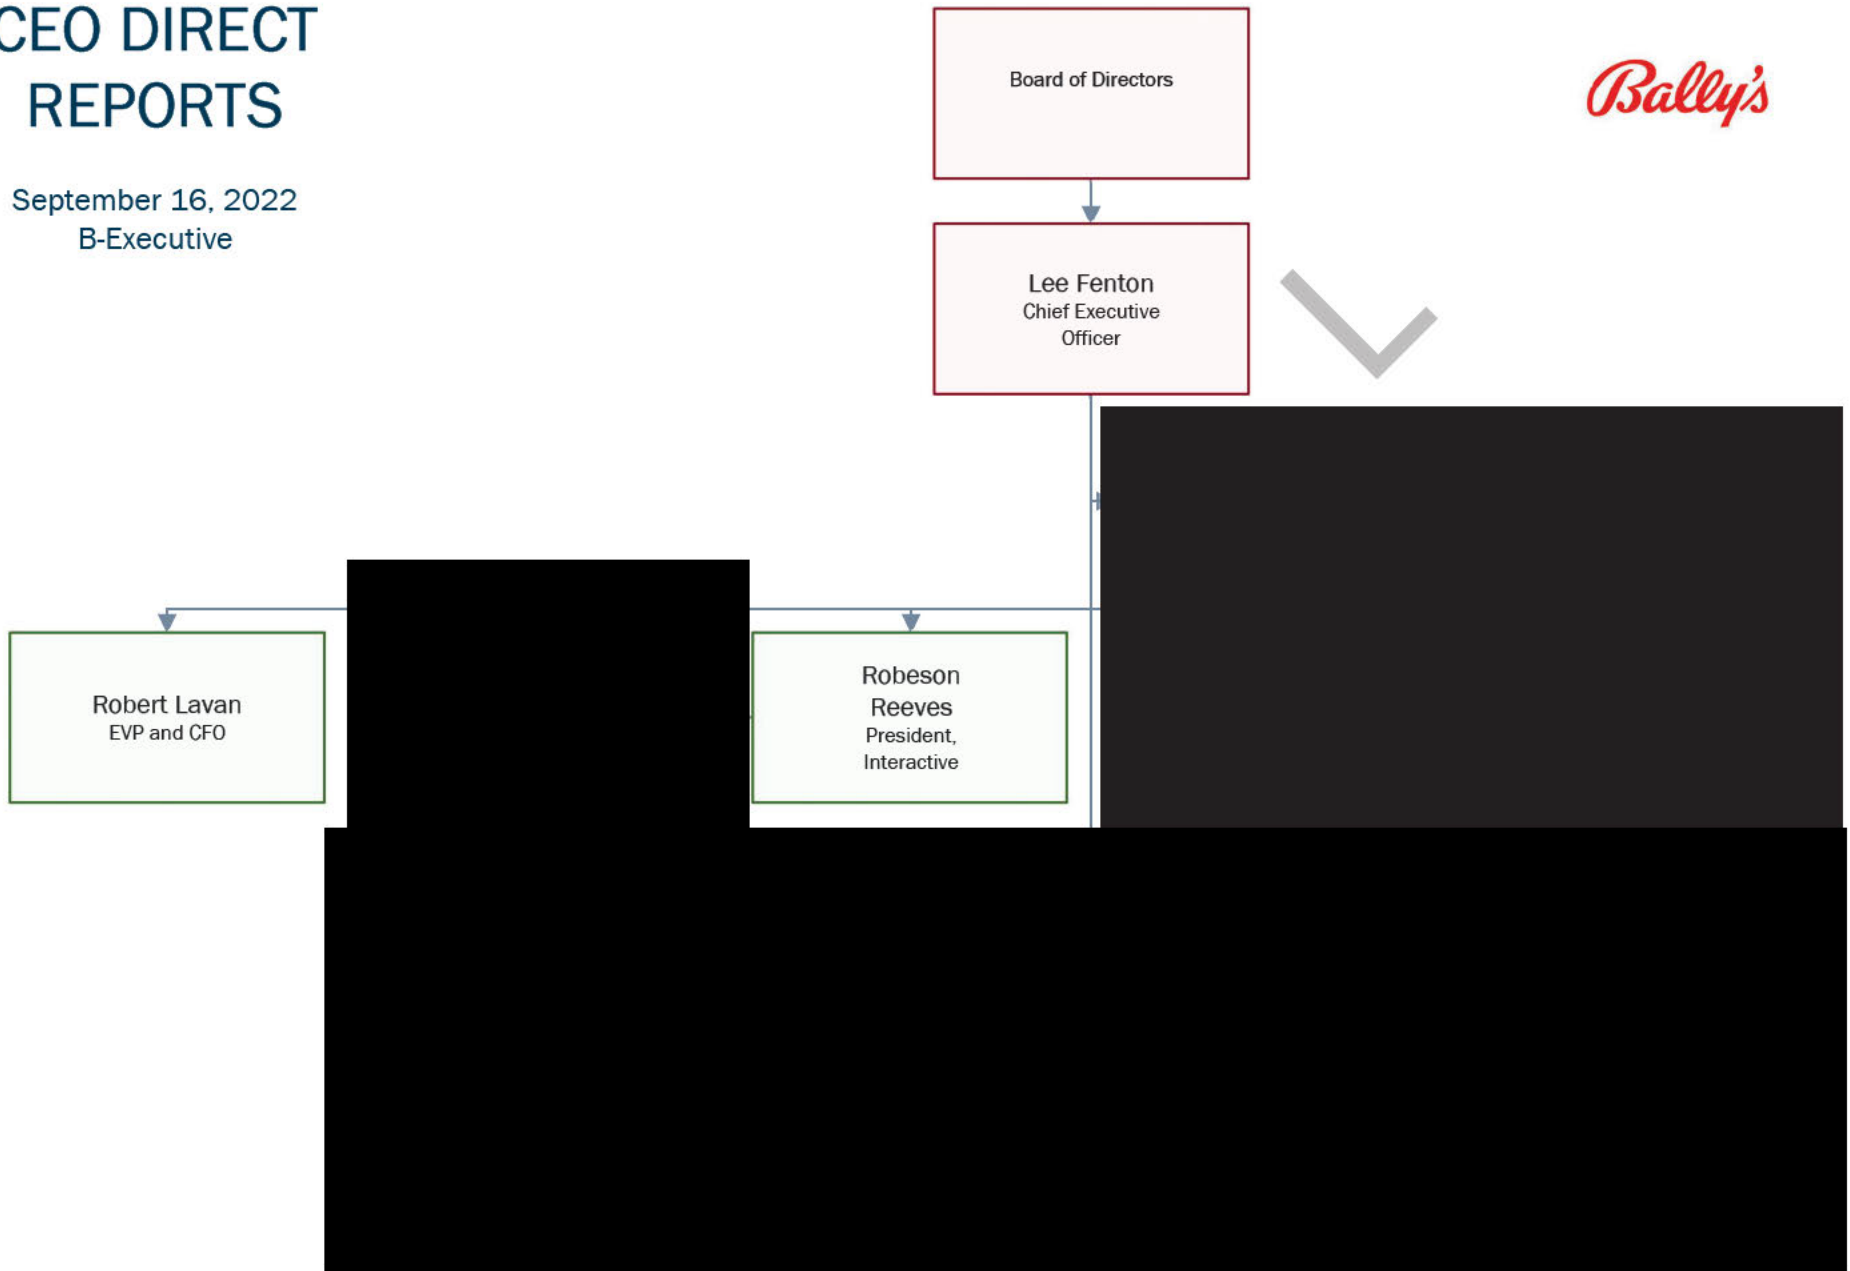 CEO DIRECT
REPORTS
September 16, 2022
B-Executive
Board of Directors
Bally's
Lee Fenton
Chief Executive
Officer
Robert Lavan
EVP and CFO
Robeson
Reeves
President,
Interactive